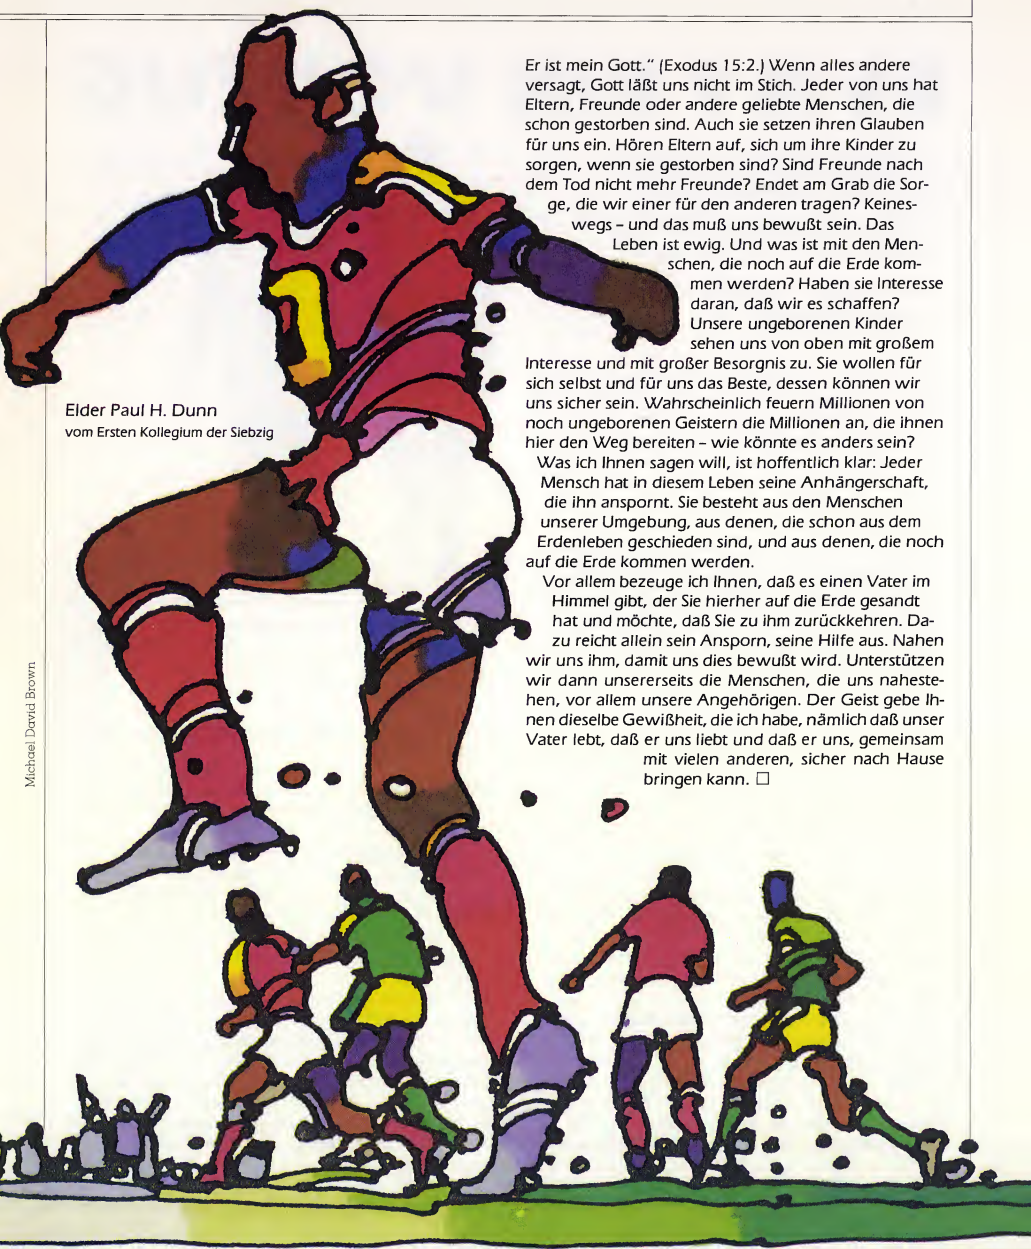 Er ist mein Gott.“ (Exodus 15:2.) Wenn alles andere
versagt, Gott läßt uns nicht im Stich. Jeder von uns hat
Eltern, Freunde oder andere geliebte Menschen, die
schon gestorben sind. Auch sie setzen ihren Glauben
für uns ein. Hören Eltern auf, sich um ihre Kinder zu
sorgen, wenn sie gestorben sind? Sind Freunde nach
dem Tod nicht mehr Freunde? Endet am Grab die Sor-
ge, die wir einer für den anderen tragen? Keines-
wegs – und das muß uns bewußt sein. Das
Leben ist ewig. Und was ist mit den Men-
schen, die noch auf die Erde kom-
men werden? Haben sie Interesse
daran, daß wir es schaffen?
Unsere ungeborenen Kinder
sehen uns von oben mit großem
Interesse und mit großer Besorgnis zu. Sie wollen für
sich selbst und für uns das Beste, dessen können wir
uns sicher sein. Wahrscheinlich feuern Millionen von
noch ungeborenen Geistern die Millionen an, die ihnen
hier den Weg bereiten – wie könnte es anders sein?
Was ich Ihnen sagen will, ist hoffentlich klar: Jeder
Mensch hat in diesem Leben seine Anhängerschaft,
die ihn anspornt. Sie besteht aus den Menschen
unserer Umgebung, aus denen, die schon aus dem
Erdenleben geschieden sind, und aus denen, die noch
auf die Erde kommen werden.
Vor allem bezeuge ich Ihnen, daß es einen Vater im
Himmel gibt, der Sie hierher auf die Erde gesandt
hat und möchte, daß Sie zu ihm zurückkehren. Da-
zu reicht allein sein Ansporn, seine Hilfe aus. Nahen
wir uns ihm, damit uns dies bewußt wird. Unterstützen
wir dann unsererseits die Menschen, die uns naheste-
hen, vor allem unsere Angehörigen. Der Geist gebe Ih-
nen dieselbe Gewißheit, die ich habe, nämlich daß unser
Vater lebt, daß er uns liebt und daß er uns, gemeinsam
mit vielen anderen, sicher nach Hause
bringen kann. □
Elder Paul H. Dunn
vom Ersten Kollegium der Siebzig
Michael David Brown